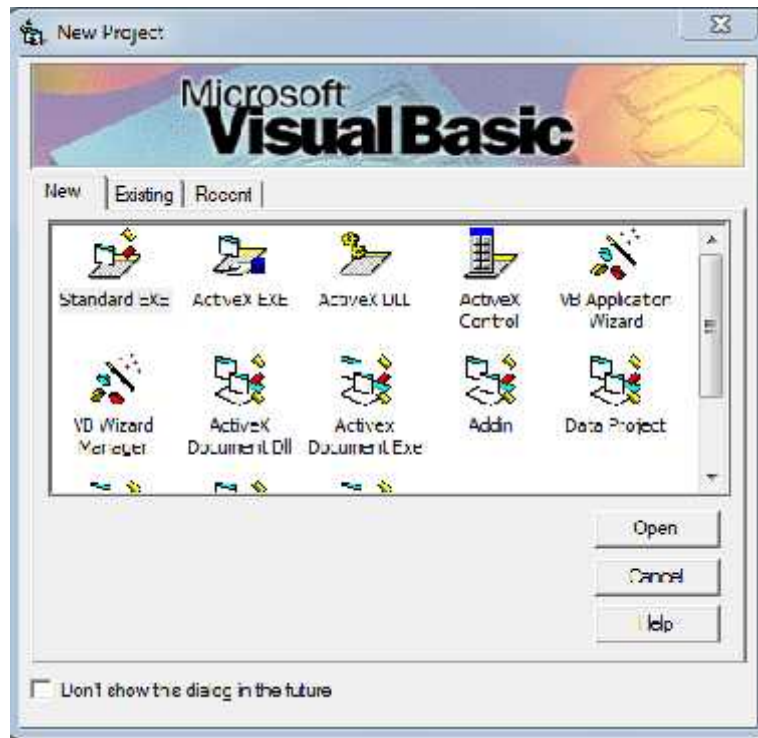 New Project
Microsoft
Visual Basic
New Existing Recent
Standard EXE ActiveX EXE ActiveX DLL ActiveX Control VB Application Wizard
VB Wizard Manager ActiveX Document Dll Activex Document Exe Addin Data Project
Open
Cancel
Help
Don't show this dialog in the future